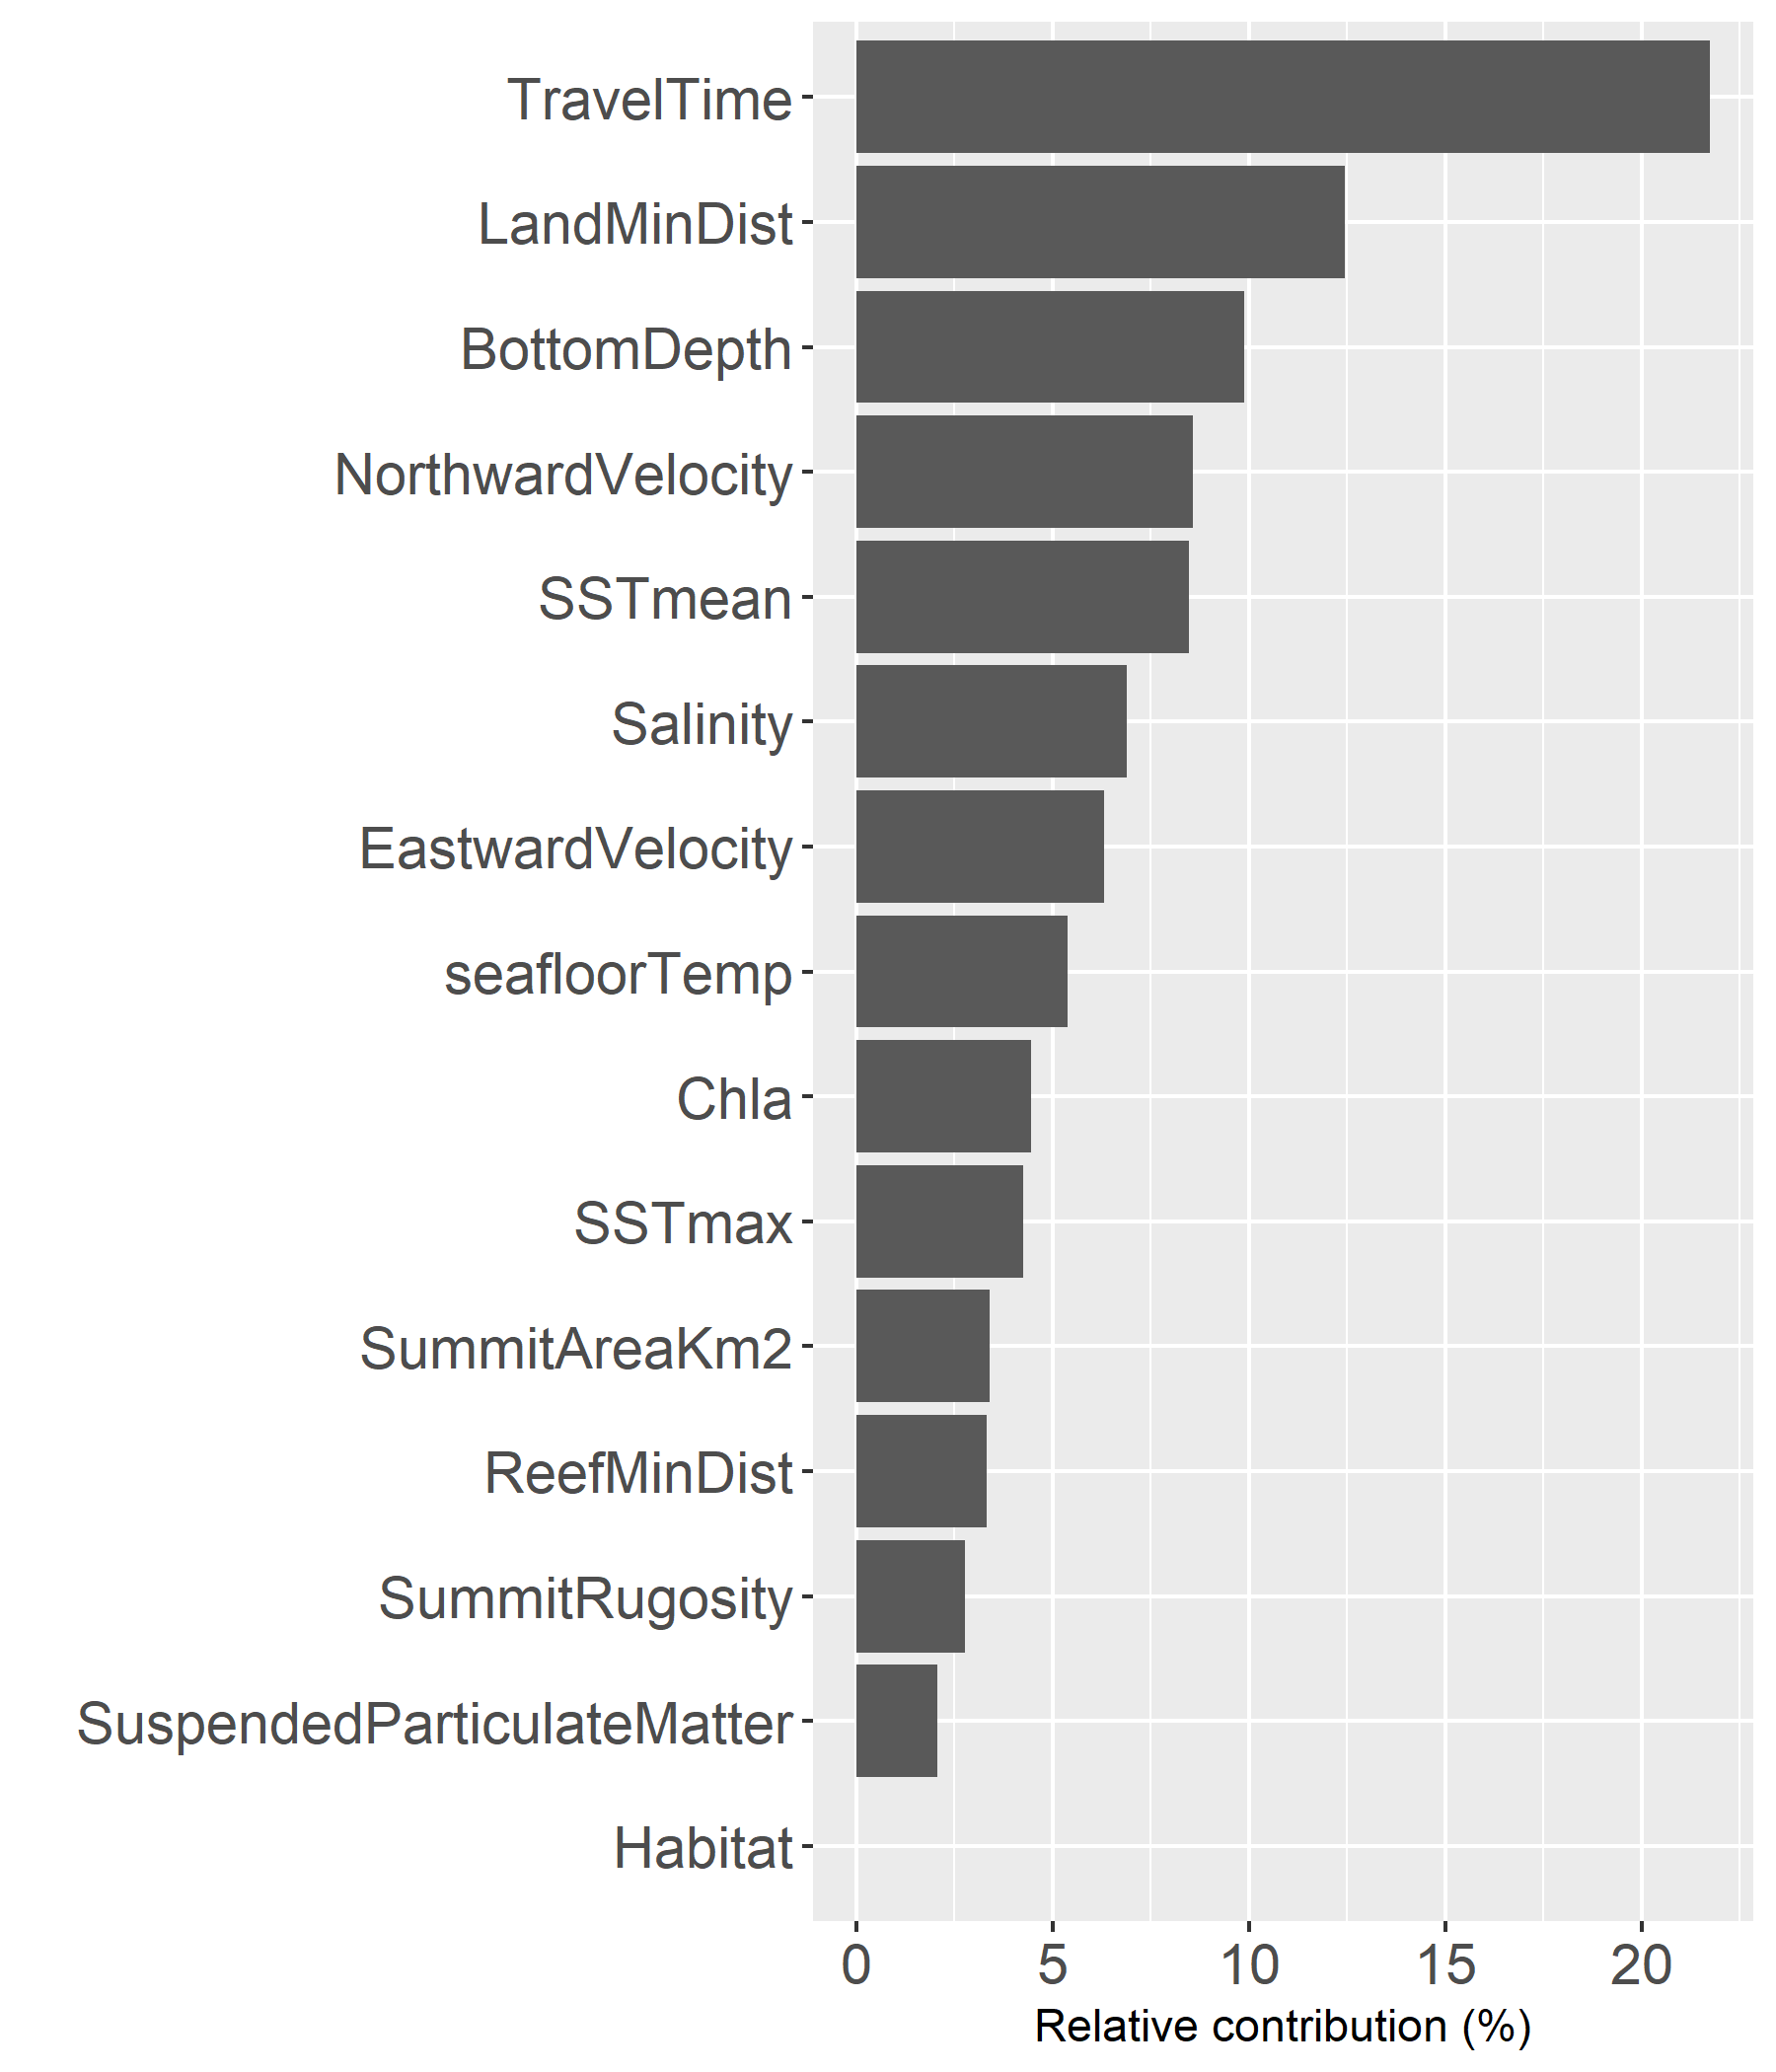 TravelTime
LandMinDist
BottomDepth
NorthwardVelocity
SSTmean
Salinity
EastwardVelocity
seafloorTemp
Chla
SSTmax
SummitAreaKm2
ReefMinDist
SummitRugosity
SuspendedParticulateMatter
Habitat
0 5 10 15 20
Relative contribution (%)